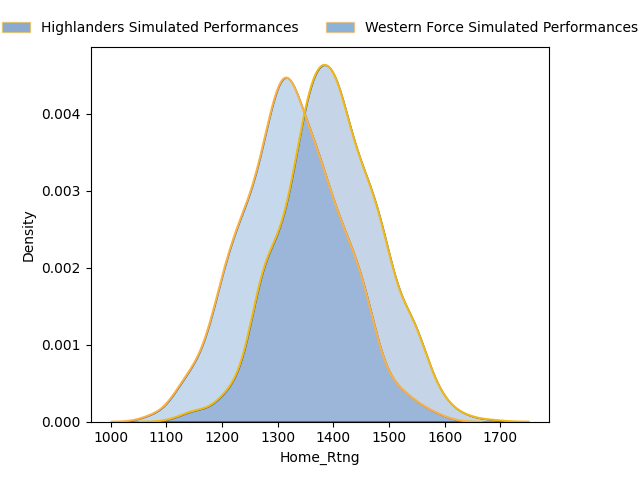 Highlanders Simulated Performances Western Force Simulated Performances
0.004
0.003
0.002
0.001
0.000
Density
1000 1100 1200 1300 1400 1500 1600 1700
Home_Rtng